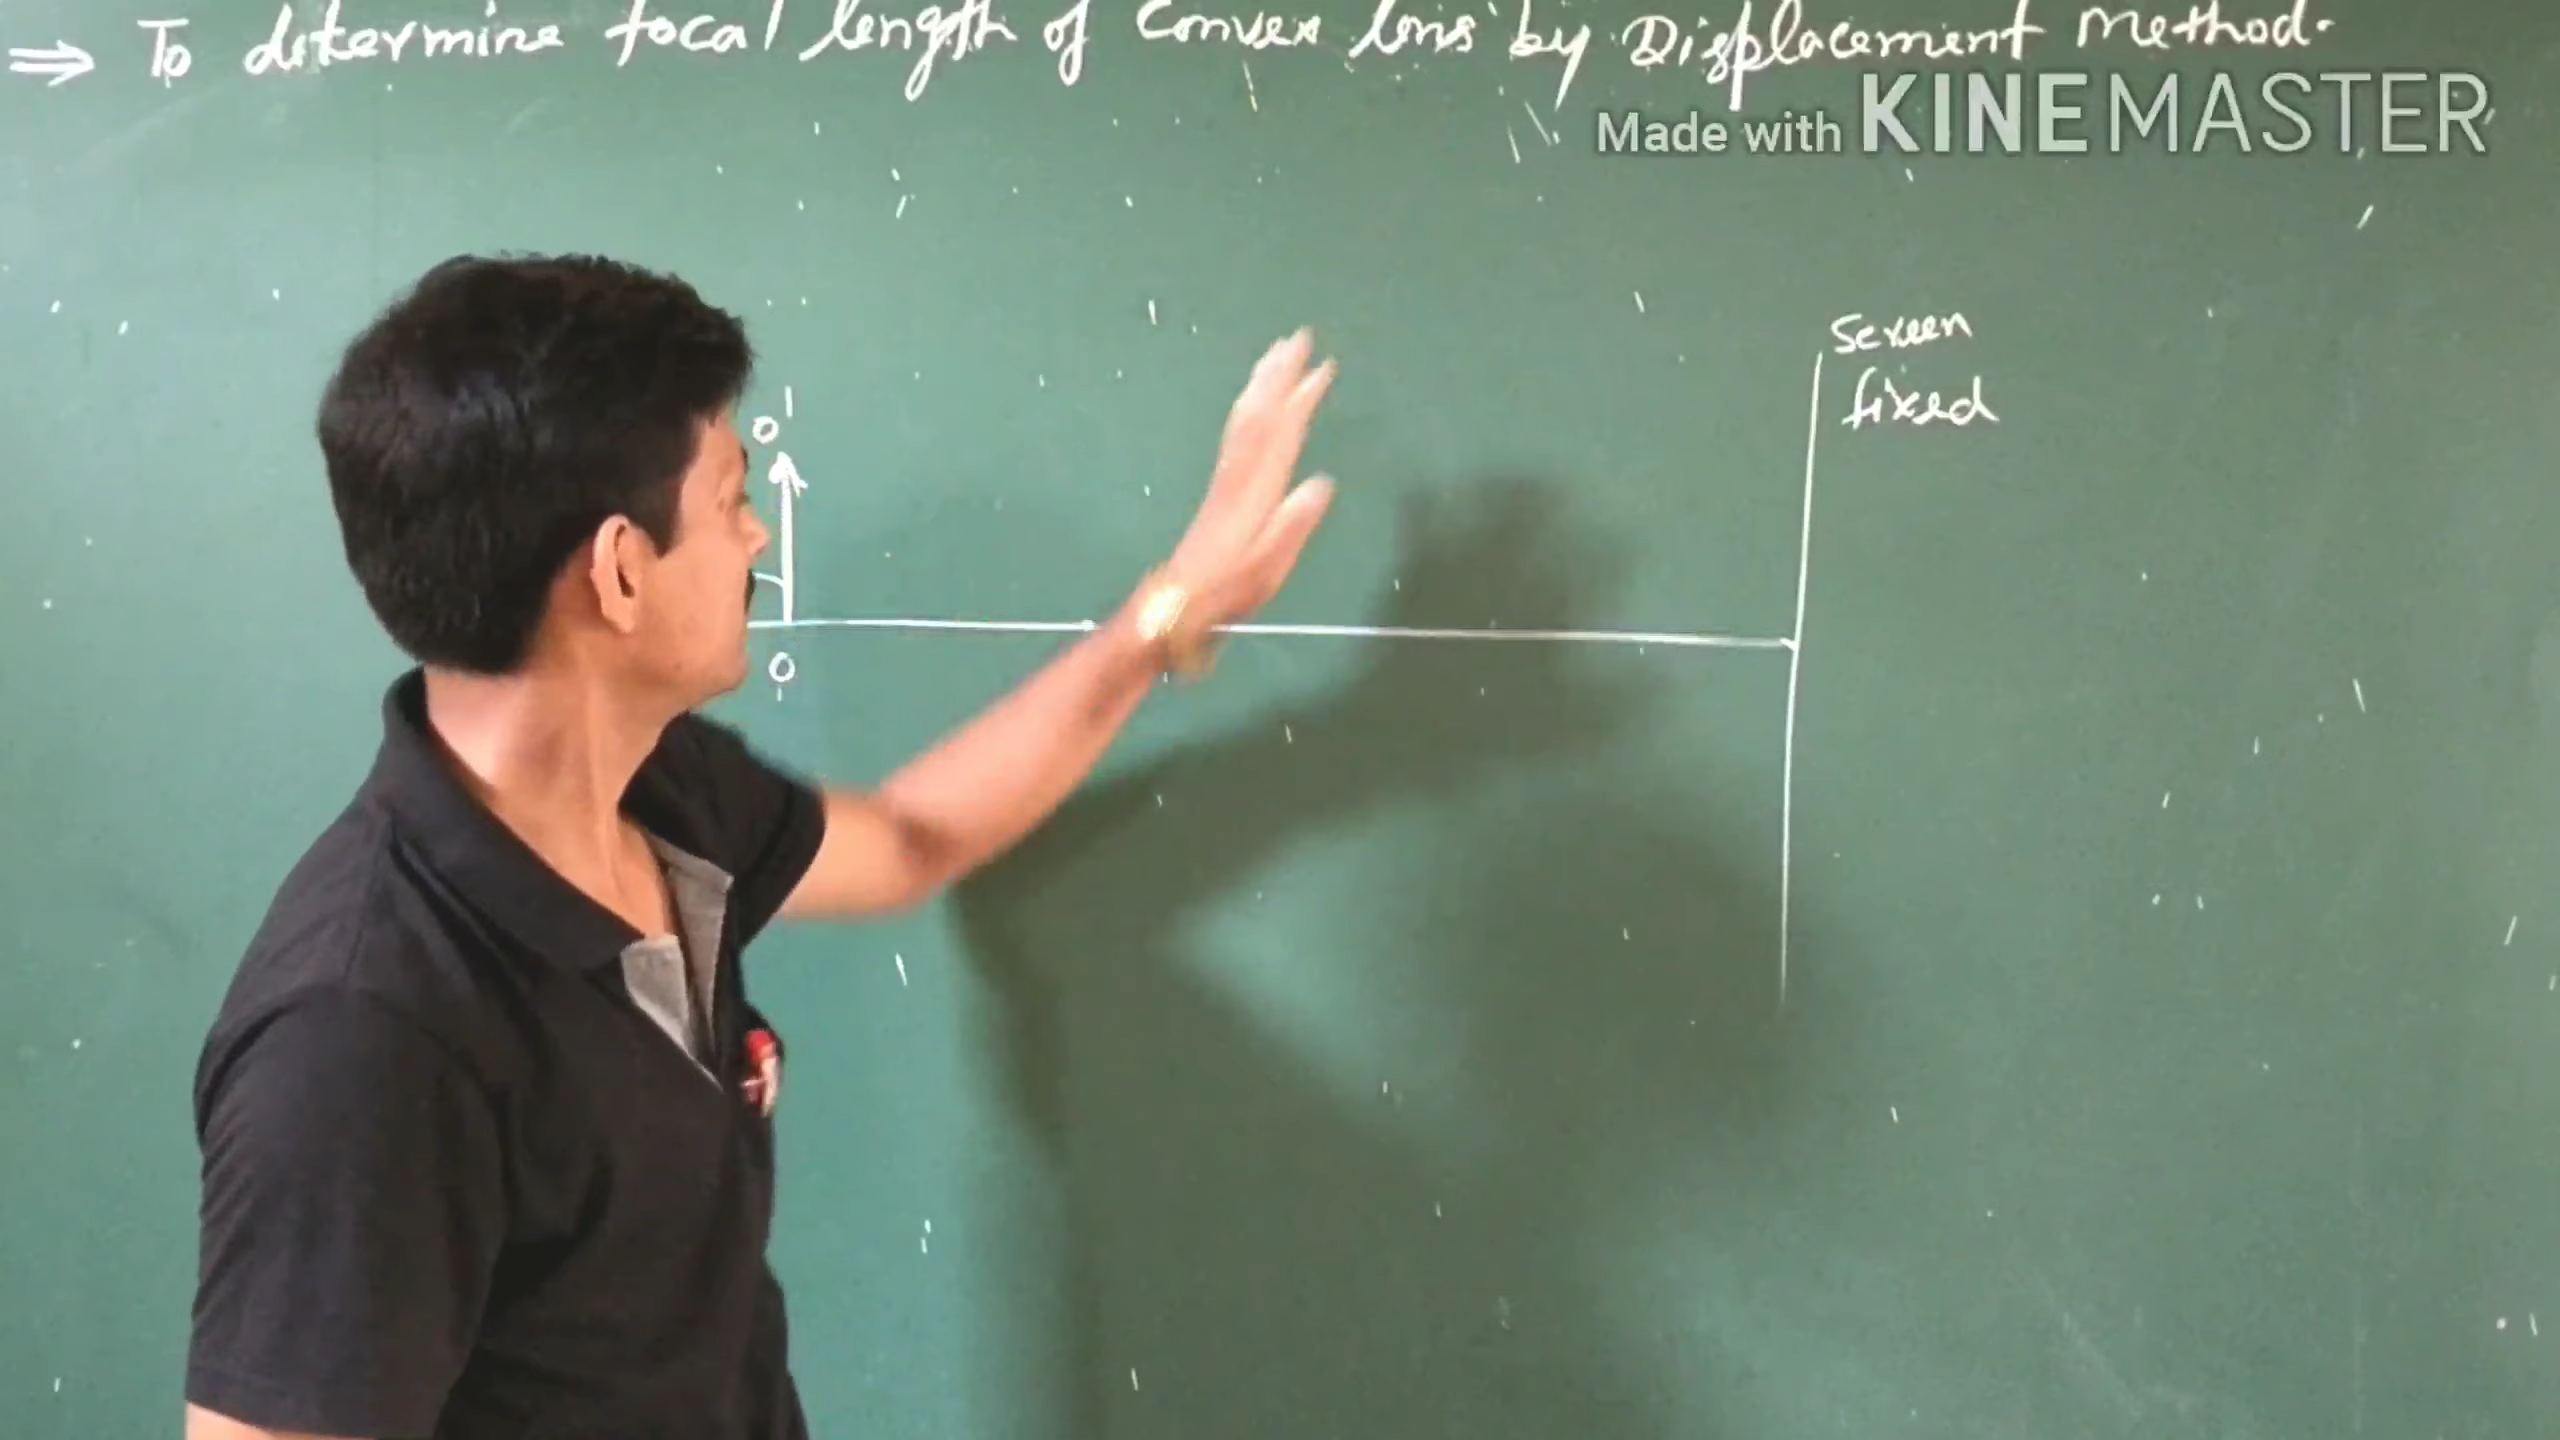 ⇒ To determine focal length of Convex lens by Displacement Method.
Made with KINEMASTER
Screen
fixed
O'
O